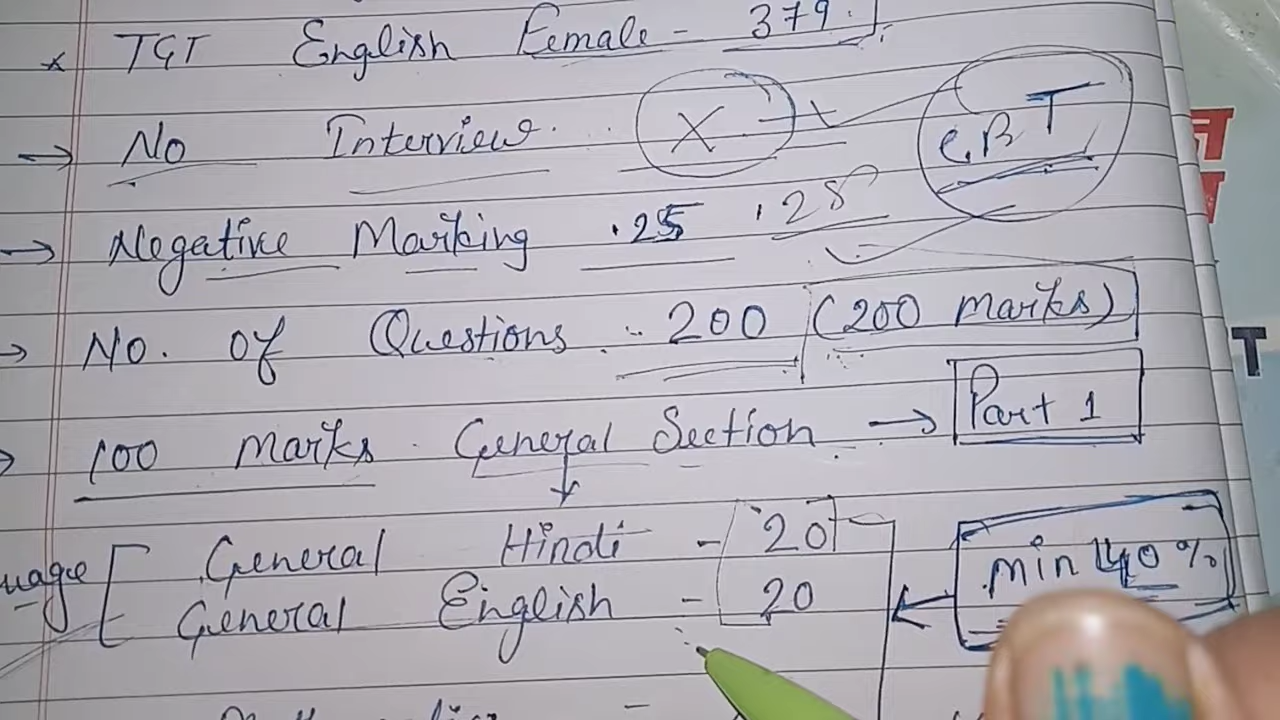 TGT English Female - 379.
→ No Interview. X CBT
→ Negative Marking .25 .25
→ No. of Questions :- 200 (200 marks)
100 marks. General Section → Part 1
General Hindi - 20
General English - 20
min 40%
T